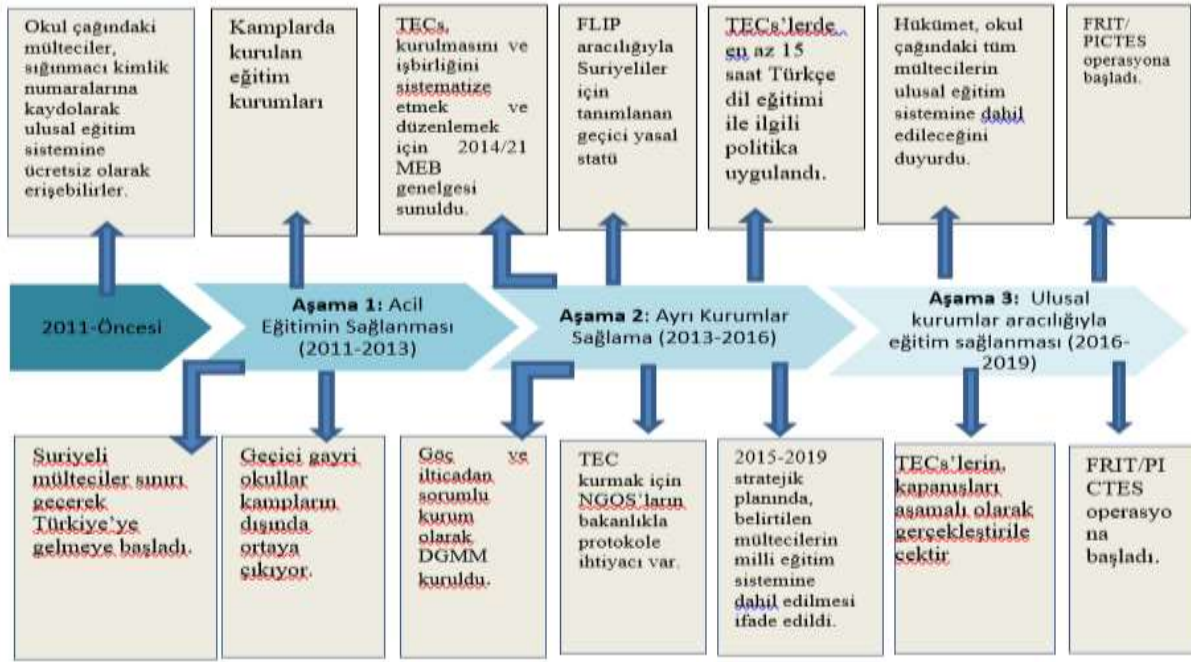 Okul çağındaki
mülteciler,
sığınmacı kimlik
numaralarına
kaydolarak
ulusal eğitim
sistemine
ücretsiz olarak
erişebilirler.
Kamplarda
kurulan
eğitim
kurumları
TECs,
kurulmasını ve
işbirliğini
sistematize
etmek ve
düzenlemek
için 2014/21
MEB
genelgesi
sunuldu.
FLIP
aracılığıyla
Suriyeliler
için
tanımlanan
geçici yasal
statü
TECs'lerde
en az 15
saat Türkçe
dil eğitimi
ile ilgili
politika
uygulandı.
Hükümet, okul
çağındaki tüm
mültecilerin
ulusal eğitim
sistemine dahil
edileceğini
duyurdu.
FRIT/
PICTES
operasyona
başladı.
2011-Öncesi
Aşama 1: Acil
Eğitimin Sağlanması
(2011-2013)
Aşama 2: Ayrı Kurumlar
Sağlama (2013-2016)
Aşama 3: Ulusal
kurumlar aracılığıyla
eğitim sağlanması (2016-
2019)
Suriyeli
mülteciler sınırı
geçerek
Türkiye'ye
gelmeye başladı.
Geçici gayri
okullar
kampların
dışında
ortaya
çıkıyor.
Göç ve
ilticadan
sorumlu
kurum
olarak
DGMM
kuruldu.
TEC
kurmak için
NGOS'ların
bakanlıkla
protokole
ihtiyacı var.
2015-2019
stratejik
planında,
belirtilen
mültecilerin
milli eğitim
sistemine
dahil edilmesi
ifade edildi.
TECs'lerin,
kapanışları
aşamalı olarak
gerçekleştirile
cektir
FRIT/PI
CTES
operasyo
na
başladı.